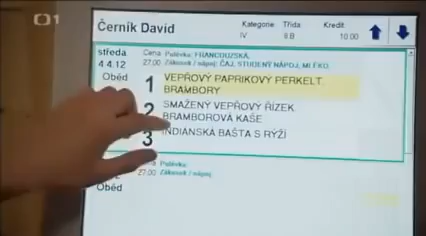 ČT1
Černík David
Kategorie Třída Kredit
IV 8.B 10.00
středa
4.4.12
Oběd
Cena Polévka: FRANCOUZSKÁ,
27,00 Zákusek / nápoj: ČAJ, STUDENÝ NÁPOJ, MLÉKO,
1 VEPŘOVÝ PAPRIKOVÝ PERKELT,
BRAMBORY
2 SMAŽENÝ VEPŘOVÝ ŘÍZEK
BRAMBOROVÁ KAŠE
3 INDIÁNSKÁ BAŠTA S RÝŽÍ
Polévka:
27.00 Zákusek / nápoj:
Oběd